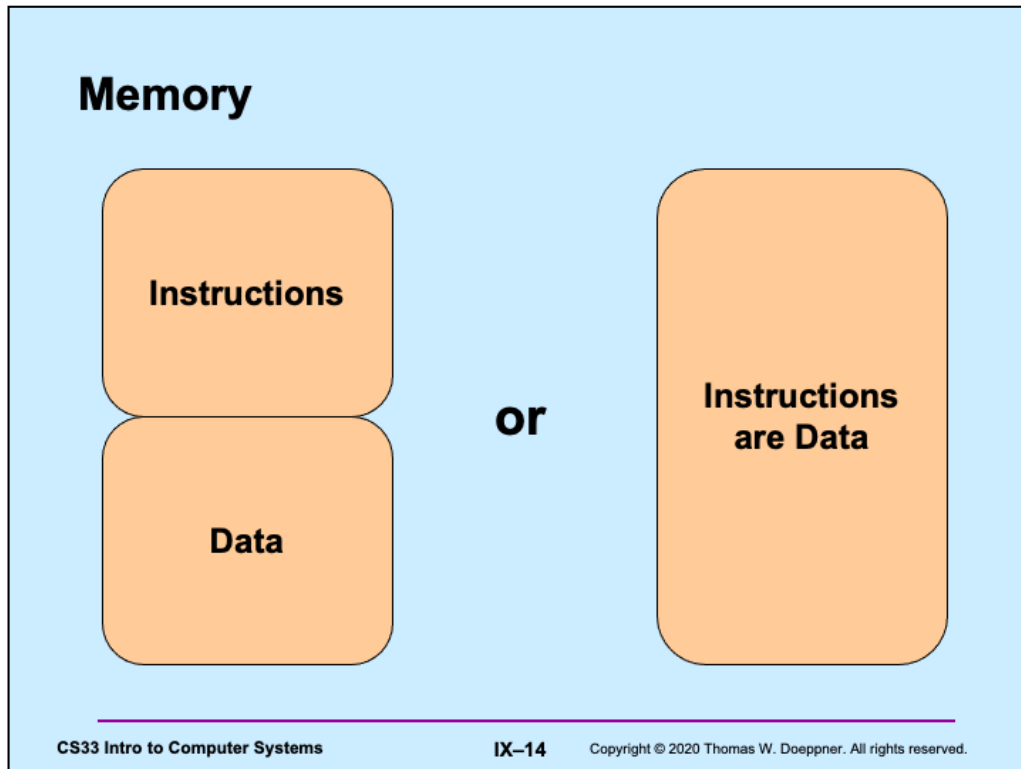 Memory
Instructions
Data
or
Instructions
are Data
CS33 Intro to Computer Systems
IX–14
Copyright © 2020 Thomas W. Doeppner. All rights reserved.